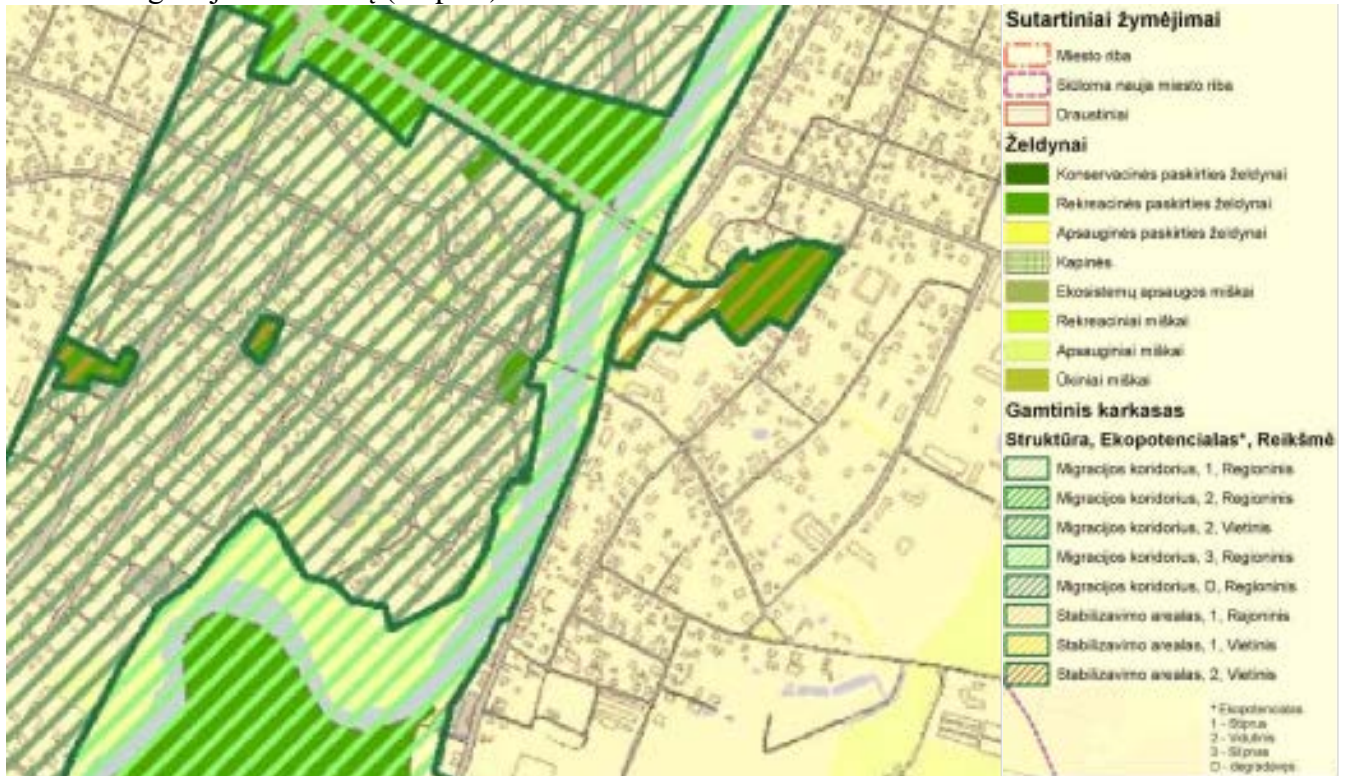 Sutartiniai žymėjimai
Miesto riba
Siūloma nauja miesto riba
Draustiniai
Želdynai
Konservacinės paskirties želdynai
Rekreacinės paskirties želdynai
Apsauginės paskirties želdynai
Kapinės
Ekosistemų apsaugos miškai
Rekreaciniai miškai
Apsauginiai miškai
Ūkiniai miškai
Gamtinis karkasas
Struktūra, Ekopotencialas*, Reikšmė
Migracijos koridorius, 1, Regioninis
Migracijos koridorius, 2, Regioninis
Migracijos koridorius, 2, Vietinis
Migracijos koridorius, 3, Regioninis
Migracijos koridorius, D, Regioninis
Stabilizavimo arealas, 1, Rajoninis
Stabilizavimo arealas, 1, Vietinis
Stabilizavimo arealas, 2, Vietinis
* Ekopotencialas
1 - Stiprus
2 - Vidutinis
3 - Silpnas
D - degradavęs